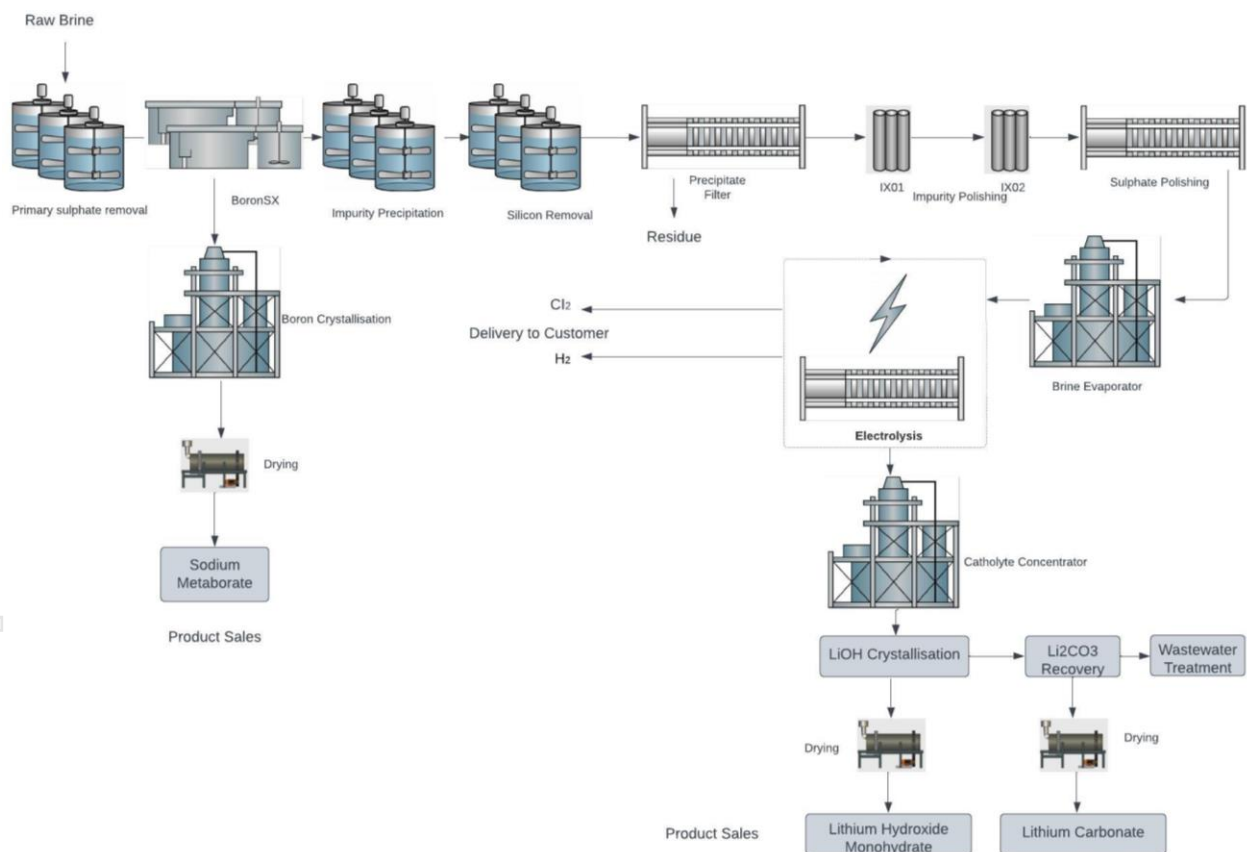 Raw Brine
Primary sulphate removal
BoronSX
Impurity Precipitation
Silicon Removal
Precipitate
Filter
IX01
IX02
Impurity Polishing
Sulphate Polishing
Residue
Boron Crystallisation
Cl2
Delivery to Customer
H2
Electrolysis
Brine Evaporator
Drying
Sodium
Metaborate
Product Sales
Catholyte Concentrator
LiOH Crystallisation
Li2CO3
Recovery
Wastewater
Treatment
Drying
Drying
Product Sales
Lithium Hydroxide
Monohydrate
Lithium Carbonate